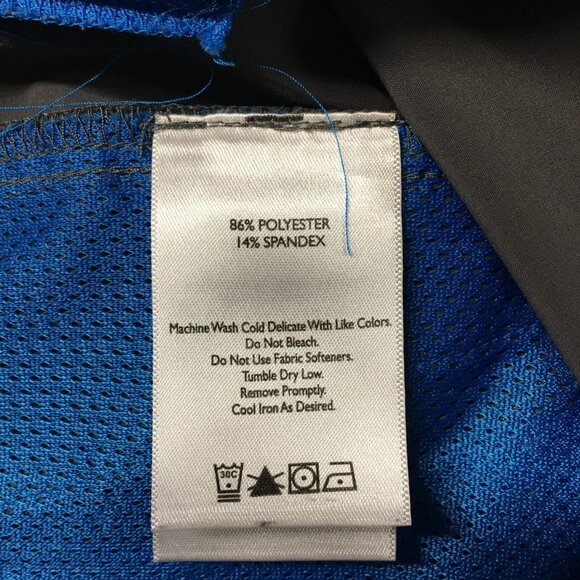 86% POLYESTER
14% SPANDEX
Machine Wash Cold Delicate With Like Colors.
Do Not Bleach.
Do Not Use Fabric Softeners.
Tumble Dry Low.
Remove Promptly.
Cool Iron As Desired.
30C